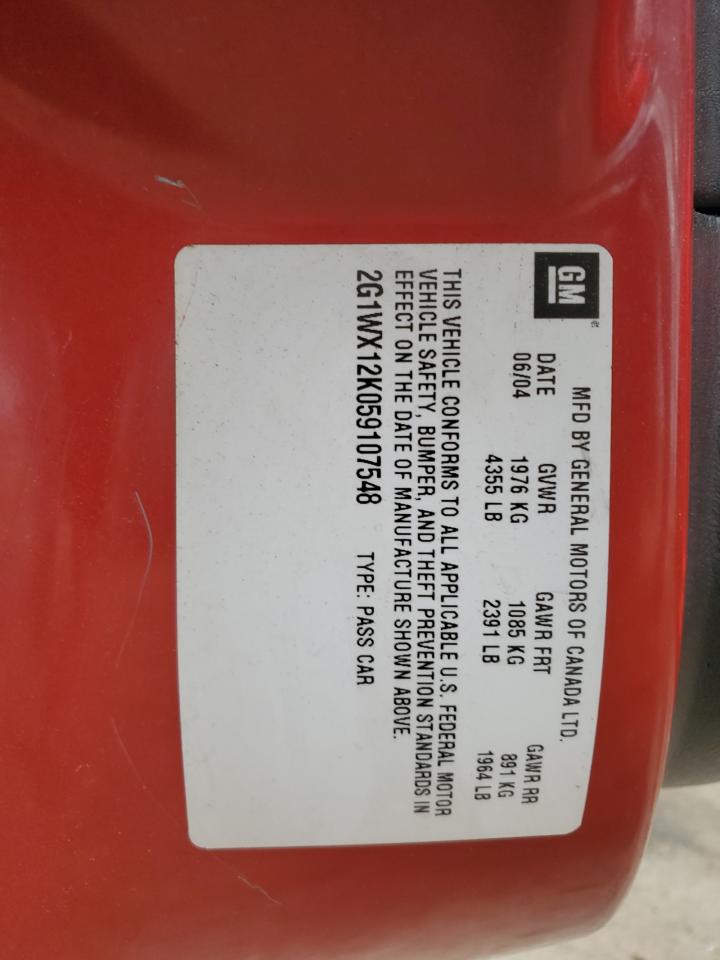 GM
MFD BY GENERAL MOTORS OF CANADA LTD.
DATE GVWR GAWR FRT GAWR RR
06/04 1976 KG 1085 KG 891 KG
4355 LB 2391 LB 1964 LB
THIS VEHICLE CONFORMS TO ALL APPLICABLE U.S. FEDERAL MOTOR
VEHICLE SAFETY, BUMPER, AND THEFT PREVENTION STANDARDS IN
EFFECT ON THE DATE OF MANUFACTURE SHOWN ABOVE.
2G1WX12K059107548 TYPE: PASS CAR